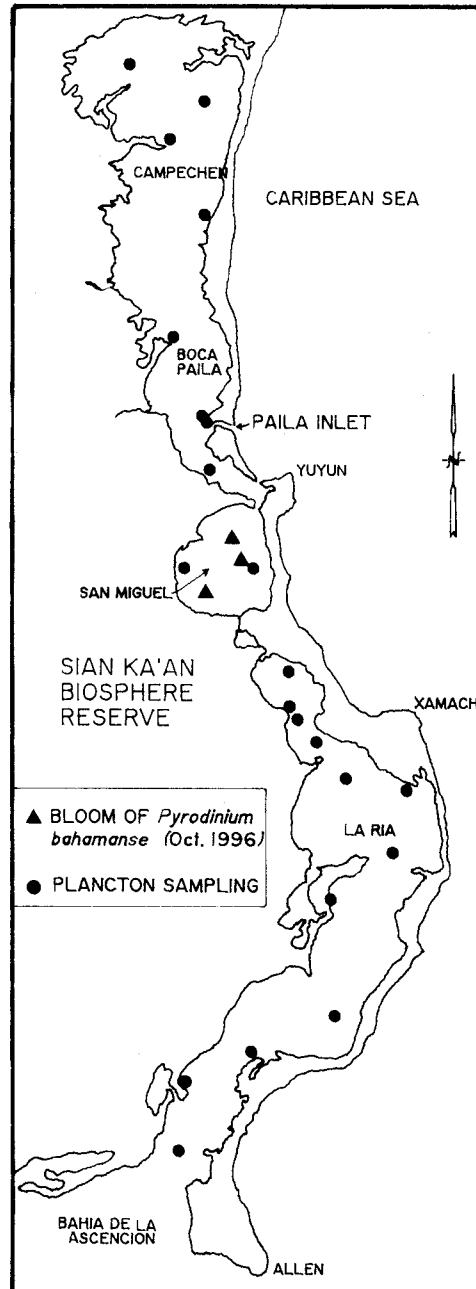 CAMPECHEN
CARIBBEAN SEA
BOCA
PAILA
PAILA INLET
YUYUN
N
SAN MIGUEL
SIAN KA'AN
BIOSPHERE
RESERVE
XAMACH
▲ BLOOM OF Pyrodinium
bahamanse (Oct. 1996)
● PLANCTON SAMPLING
LA RIA
BAHIA DE LA
ASCENCION
ALLEN